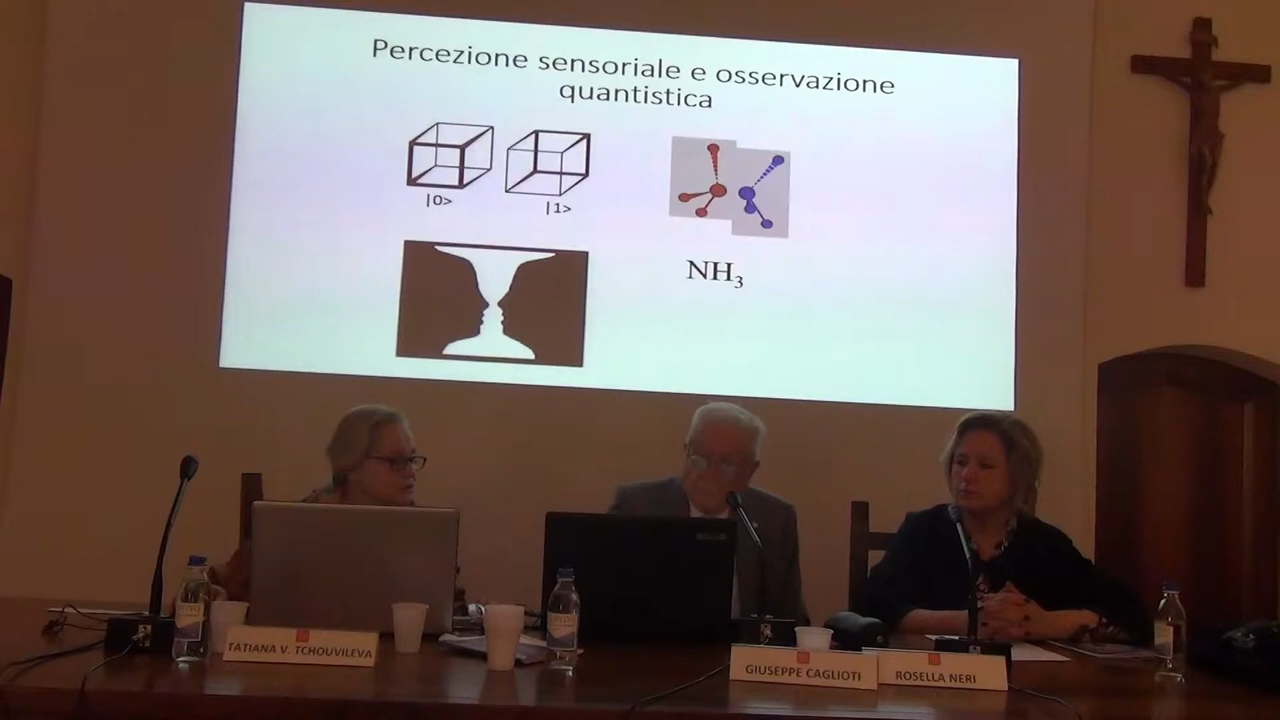 Percezione sensoriale e osservazione
quantistica
|0>
|1>
NH₃
TATIANA V. TCHOUVILEVA
GIUSEPPE CAGLIOTI
ROSELLA NERI